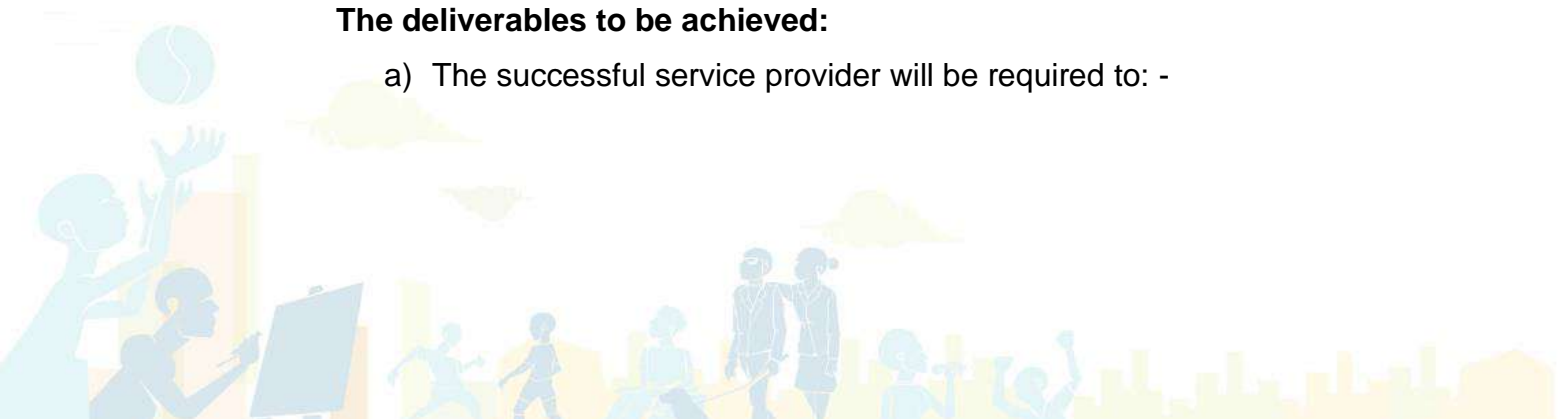 The deliverables to be achieved:
a) The successful service provider will be required to: -